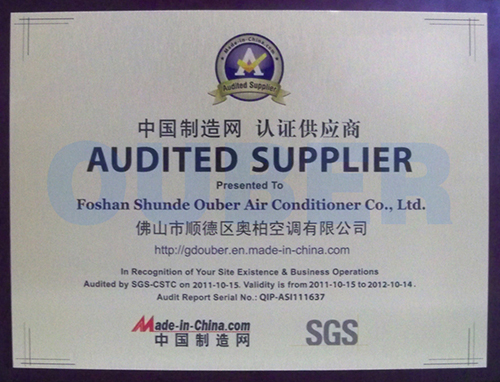 Made-in-China.com
A
Audited Supplier
中国制造网 认证供应商
AUDITED SUPPLIER
OUBER
Presented To
Foshan Shunde Ouber Air Conditioner Co., Ltd.
佛山市顺德区奥柏空调有限公司
http://gdouber.en.made-in-china.com
In Recognition of Your Site Existence & Business Operations
Audited by SGS-CSTC on 2011-10-15. Validity is from 2011-10-15 to 2012-10-14.
Audit Report Serial No.: QIP-ASI111637
Made-in-China.com
中国制造网
SGS